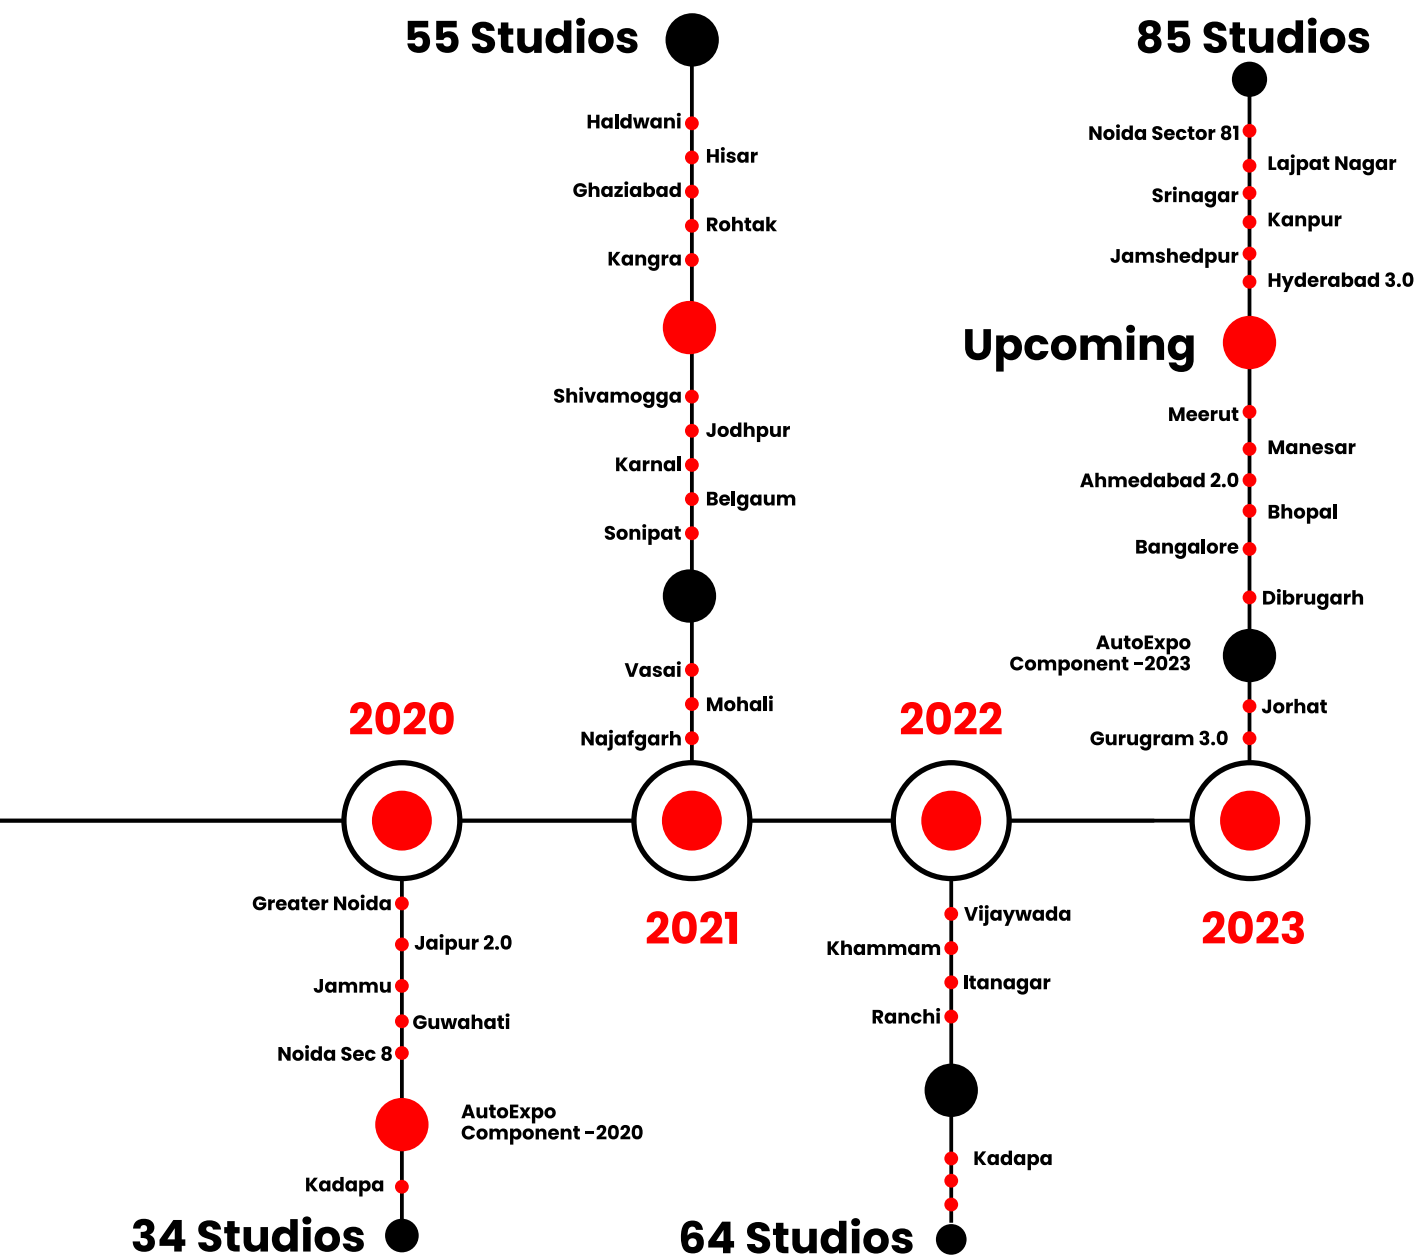 55 Studios
Haldwani
Hisar
Ghaziabad
Rohtak
Kangra
Shivamogga
Jodhpur
Karnal
Belgaum
Sonipat
Vasai
Mohali
Najafgarh
85 Studios
Noida Sector 81
Lajpat Nagar
Srinagar
Kanpur
Jamshedpur
Hyderabad 3.0
Upcoming
Meerut
Manesar
Ahmedabad 2.0
Bhopal
Bangalore
Dibrugarh
AutoExpo
Component -2023
Jorhat
Gurugram 3.0
2020
2022
2021
2023
Greater Noida
Jaipur 2.0
Jammu
Guwahati
Noida Sec 8
AutoExpo
Component -2020
Kadapa
34 Studios
Vijaywada
Khammam
Itanagar
Ranchi
Kadapa
64 Studios